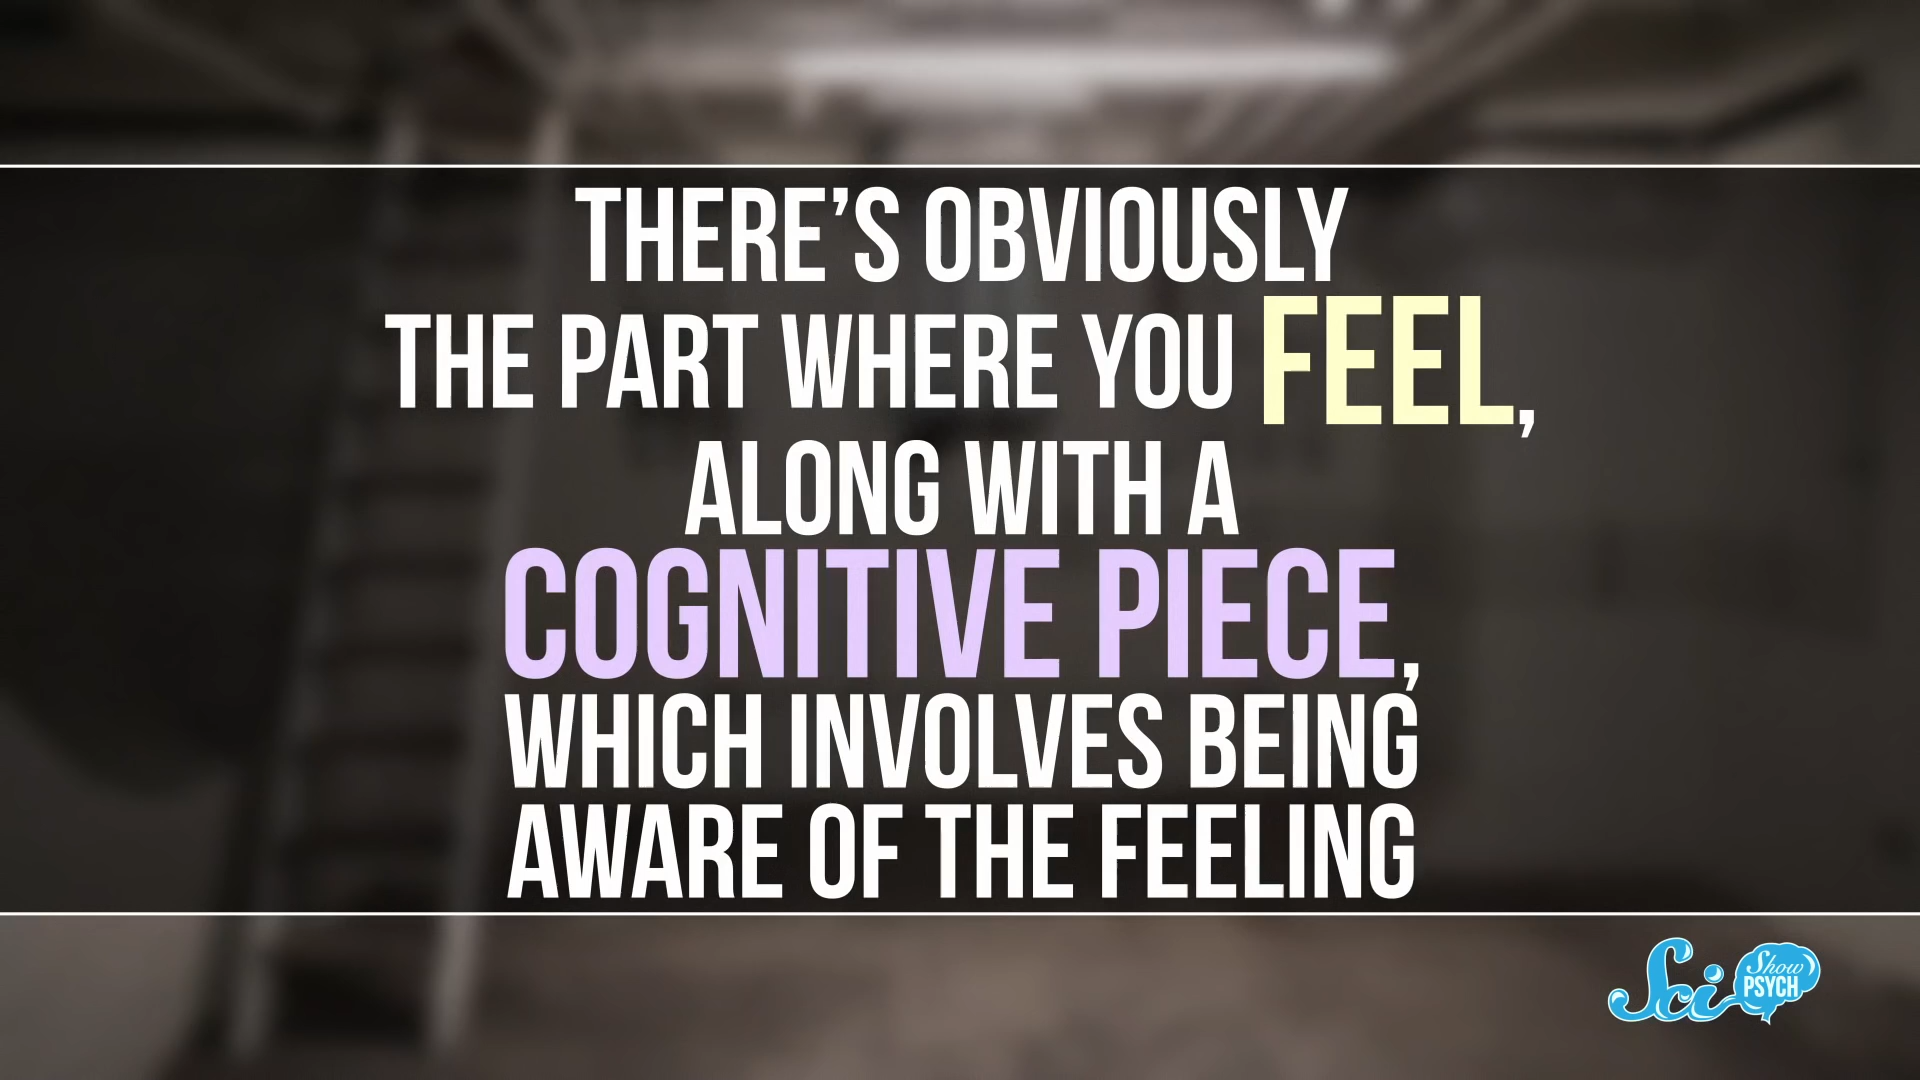 THERE'S OBVIOUSLY
THE PART WHERE YOU FEEL,
ALONG WITH A
COGNITIVE PIECE,
WHICH INVOLVES BEING
AWARE OF THE FEELING
Sci Show
PSYCH